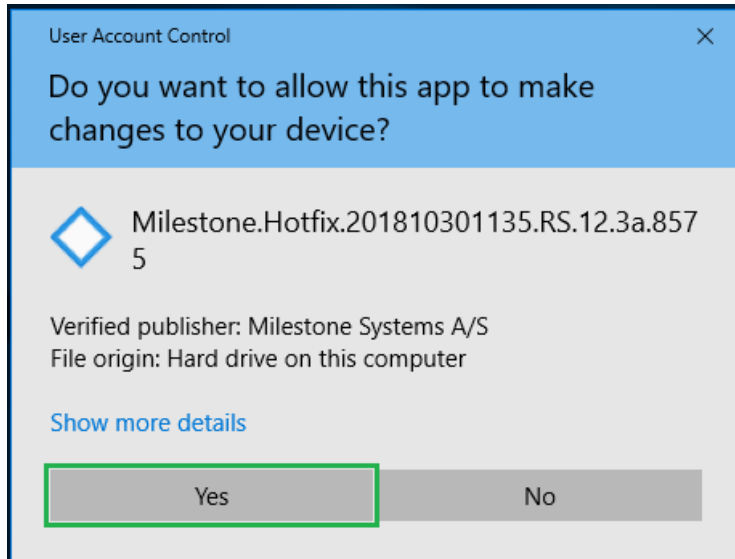 User Account Control
Do you want to allow this app to make
changes to your device?
Milestone.Hotfix.201810301135.RS.12.3a.857
5
Verified publisher: Milestone Systems A/S
File origin: Hard drive on this computer
Show more details
Yes
No